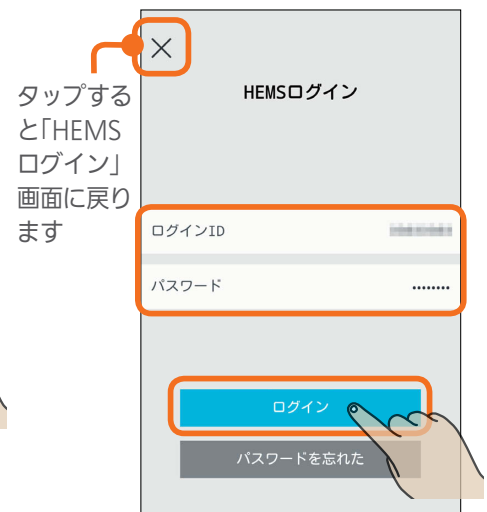 タップする
と「HEMS
ログイン」
画面に戻り
ます
HEMSログイン
ログインID
パスワード ........
ログイン
パスワードを忘れた